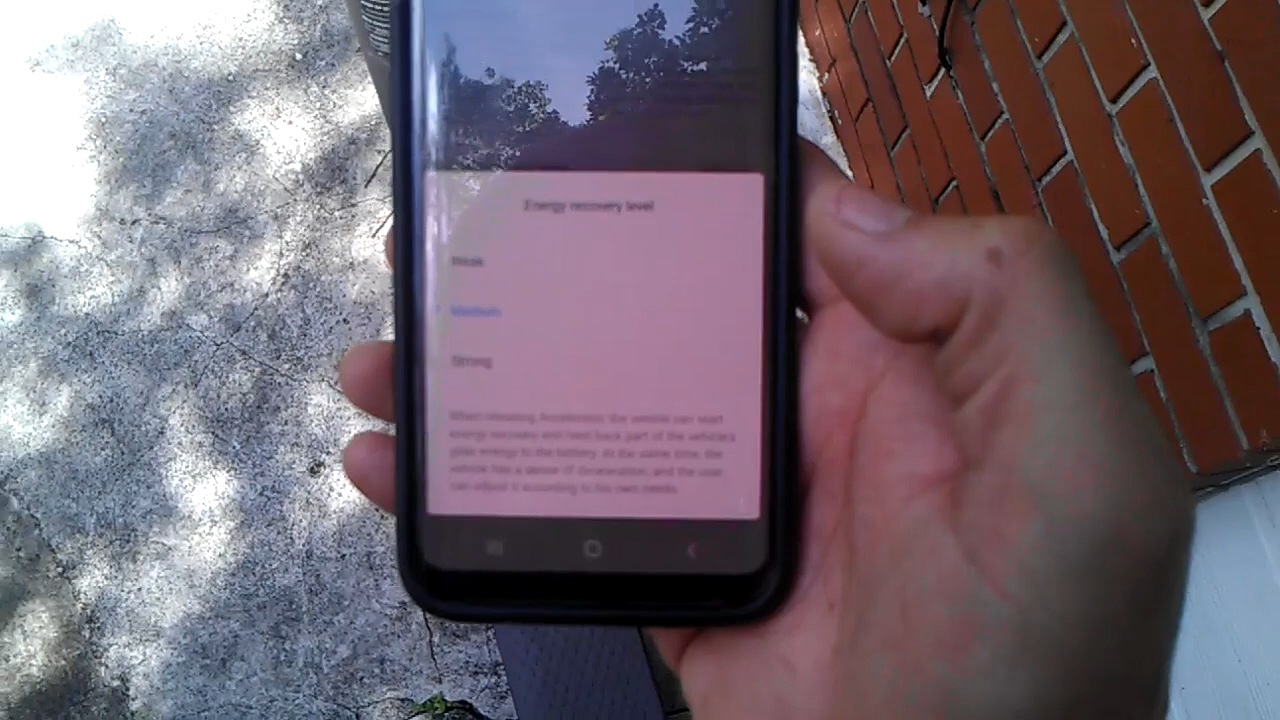 Energy recovery level
Weak
Medium
Strong
When releasing Accelerator, the vehicle can start
energy recovery and feed back part of the vehicle's
glide energy to the battery. At the same time, the
vehicle has a sense of deceleration, and the user
can adjust it according to his own needs.